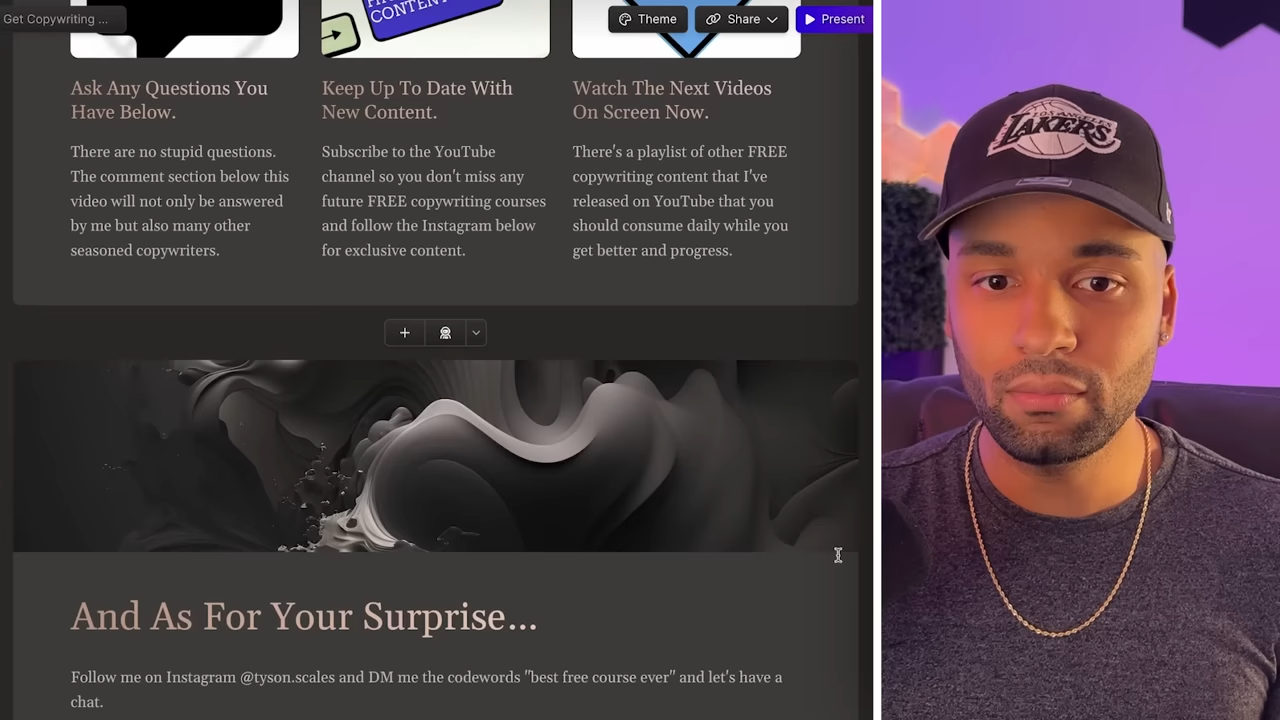 Get Copywriting ...
Theme
Share
Present
CONTENT
Ask Any Questions You
Have Below.
There are no stupid questions.
The comment section below this
video will not only be answered
by me but also many other
seasoned copywriters.
Keep Up To Date With
New Content.
Subscribe to the YouTube
channel so you don't miss any
future FREE copywriting courses
and follow the Instagram below
for exclusive content.
Watch The Next Videos
On Screen Now.
There's a playlist of other FREE
copywriting content that I've
released on YouTube that you
should consume daily while you
get better and progress.
And As For Your Surprise...
Follow me on Instagram @tyson.scales and DM me the codewords "best free course ever" and let's have a
chat.
LOS ANGELES
LAKERS